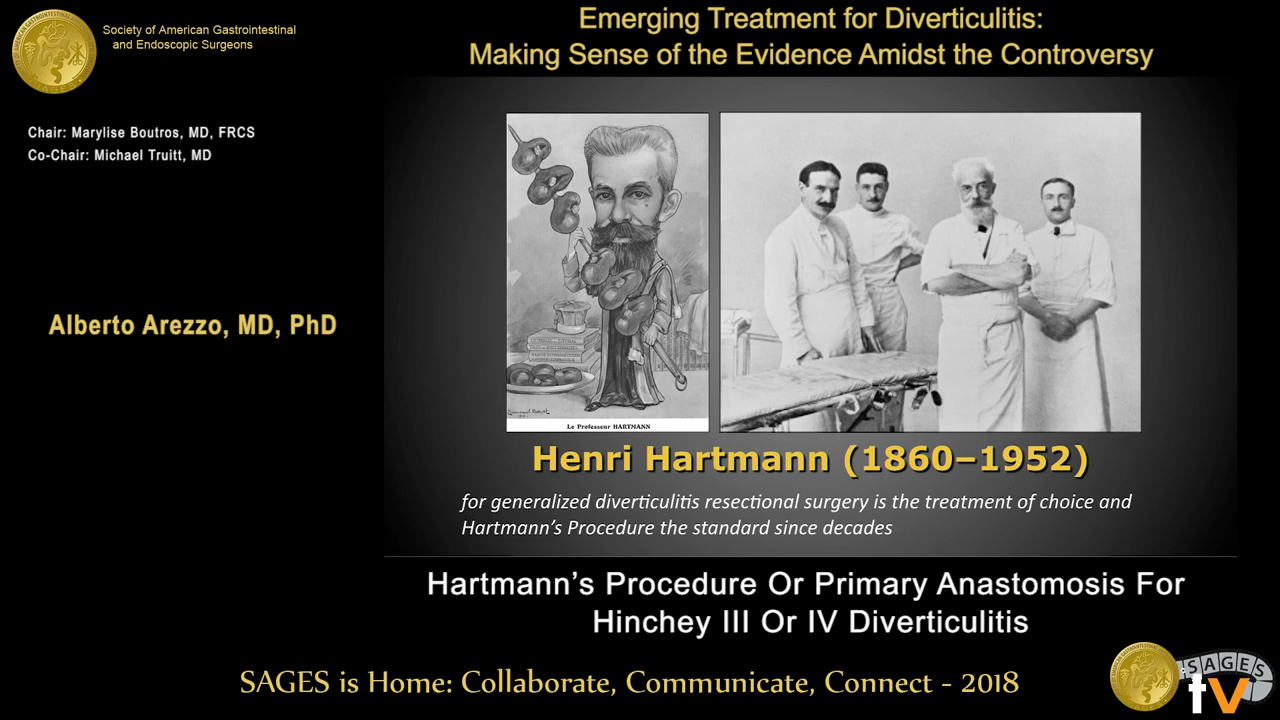 Society of American Gastrointestinal
and Endoscopic Surgeons
Emerging Treatment for Diverticulitis:
Making Sense of the Evidence Amidst the Controversy
Chair: Marylise Boutros, MD, FRCS
Co-Chair: Michael Truitt, MD
Alberto Arezzo, MD, PhD
Le Professeur HARTMANN
Henri Hartmann (1860–1952)
for generalized diverticulitis resectional surgery is the treatment of choice and
Hartmann's Procedure the standard since decades
Hartmann's Procedure Or Primary Anastomosis For
Hinchey III Or IV Diverticulitis
SAGES is Home: Collaborate, Communicate, Connect - 2018
SAGES
tv